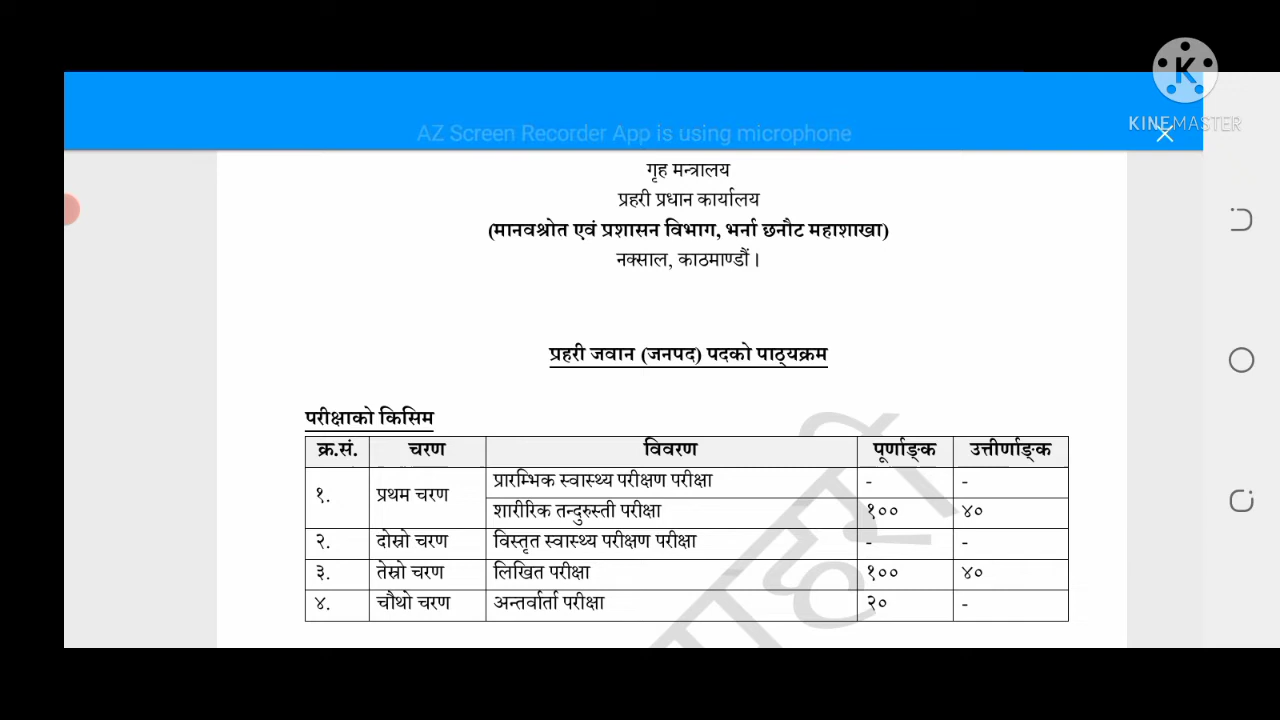 KINEMASTER
AZ Screen Recorder App is using microphone
गृह मन्त्रालय
प्रहरी प्रधान कार्यालय
(मानवश्रोत एवं प्रशासन विभाग, भर्ना छनौट महाशाखा)
नक्साल, काठमाण्डौं ।
प्रहरी जवान (जनपद) पदको पाठ्यक्रम
परीक्षाको किसिम
क्र.सं. चरण विवरण पूर्णाङ्क उत्तीर्णाङ्क
१. प्रथम चरण प्रारम्भिक स्वास्थ्य परीक्षण परीक्षा - -
शारीरिक तन्दुरुस्ती परीक्षा १०० ४०
२. दोस्रो चरण विस्तृत स्वास्थ्य परीक्षण परीक्षा - -
३. तेस्रो चरण लिखित परीक्षा १०० ४०
४. चौथो चरण अन्तर्वार्ता परीक्षा २० -